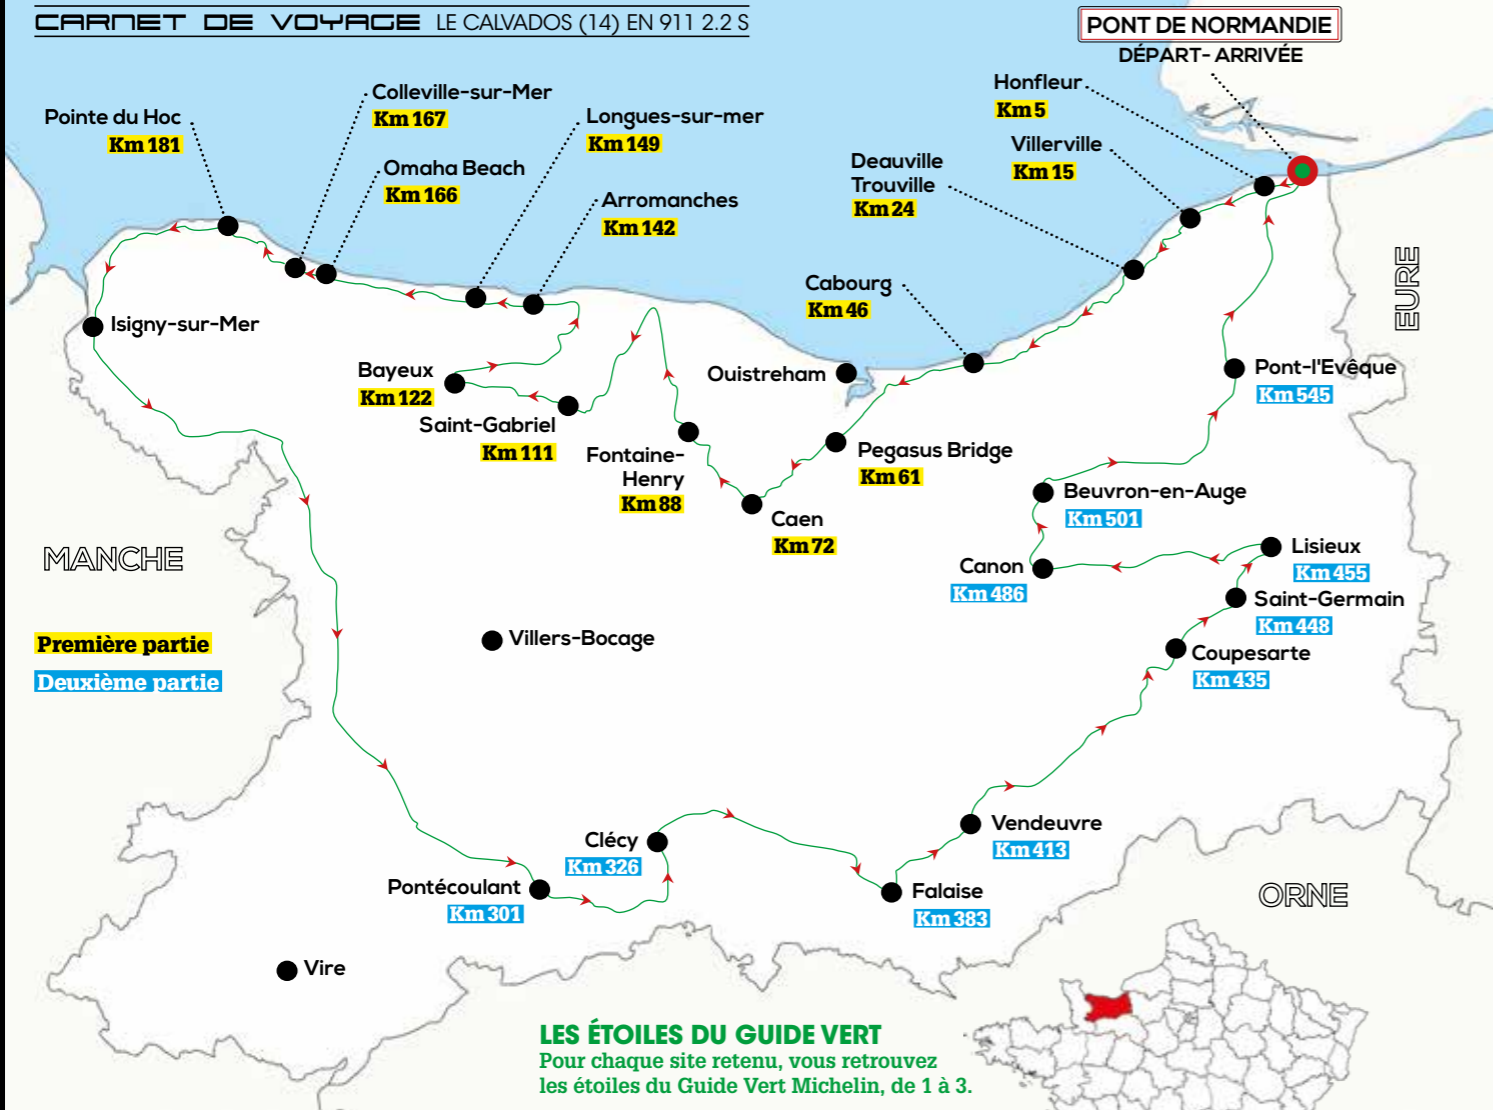 CARNET DE VOYAGE LE CALVADOS (14) EN 911 2.2 S
PONT DE NORMANDIE
DÉPART- ARRIVÉE
Honfleur
Km 5
Villerville
Km 15
Deauville
Trouville
Km 24
Cabourg
Km 46
Ouistreham
Pegasus Bridge
Km 61
Caen
Km 72
Fontaine-
Henry
Km 88
Saint-Gabriel
Km 111
Bayeux
Km 122
Arromanches
Km 142
Longues-sur-mer
Km 149
Omaha Beach
Km 166
Colleville-sur-Mer
Km 167
Pointe du Hoc
Km 181
Isigny-sur-Mer
MANCHE
Première partie
Deuxième partie
Villers-Bocage
Vire
Pontécoulant
Km 301
Clécy
Km 326
Falaise
Km 383
Vendeuvre
Km 413
Coupesarte
Km 435
Saint-Germain
Km 448
Lisieux
Km 455
Canon
Km 486
Beuvron-en-Auge
Km 501
Pont-l'Evêque
Km 545
EURE
ORNE
LES ÉTOILES DU GUIDE VERT
Pour chaque site retenu, vous retrouvez
les étoiles du Guide Vert Michelin, de 1 à 3.